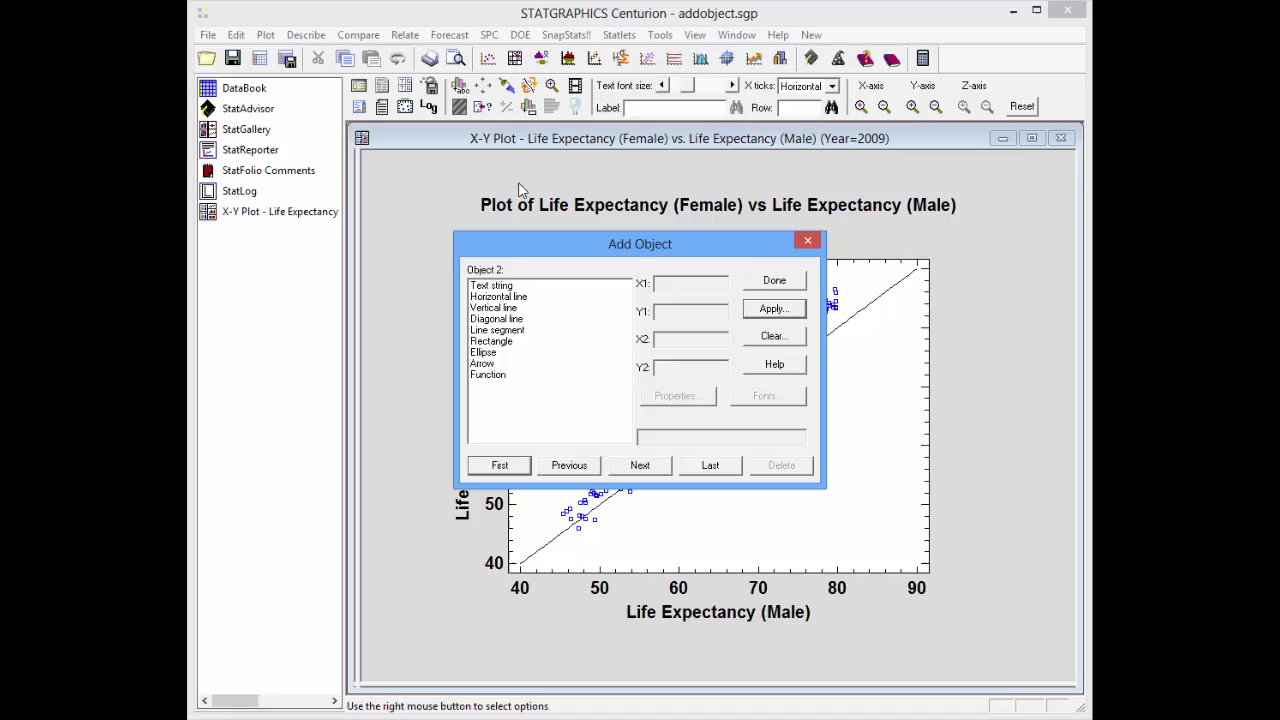 STATGRAPHICS Centurion - addobject.sgp
File Edit Plot Describe Compare Relate Forecast SPC DOE SnapStats!! Statlets Tools View Window Help New
Text font size: X ticks: Horizontal X-axis Y-axis Z-axis
Log Label: Row: Reset
DataBook
StatAdvisor
StatGallery
StatReporter
StatFolio Comments
StatLog
X-Y Plot - Life Expectancy
X-Y Plot - Life Expectancy (Female) vs. Life Expectancy (Male) (Year=2009)
Plot of Life Expectancy (Female) vs Life Expectancy (Male)
Add Object
Object 2:
Text string
Horizontal line
Vertical line
Diagonal line
Line segment
Rectangle
Ellipse
Arrow
Function
X1:
Y1:
X2:
Y2:
Done
Apply...
Clear...
Help
Properties... Fonts...
First Previous Next Last Delete
Life
50
40
40 50 60 70 80 90
Life Expectancy (Male)
Use the right mouse button to select options